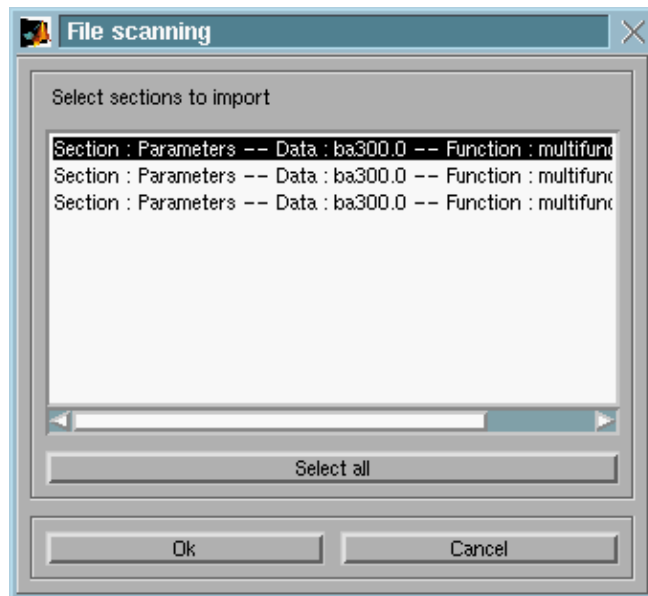 File scanning
Select sections to import
Section : Parameters -- Data : ba300.0 -- Function : multifunc
Section : Parameters -- Data : ba300.0 -- Function : multifunc
Section : Parameters -- Data : ba300.0 -- Function : multifunc
Select all
Ok Cancel